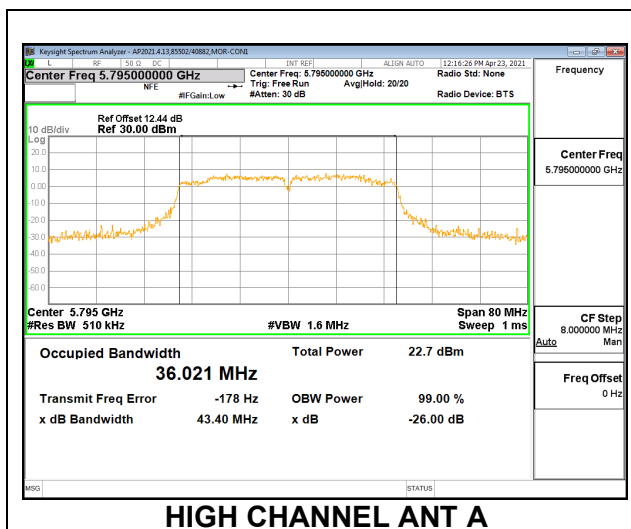 Keysight Spectrum Analyzer - AP2021.4.13,85502/40882,MOR-CON1
LXI L RF 50 Ω DC INT REF ALIGN AUTO 12:16:26 PM Apr 23, 2021
Center Freq 5.795000000 GHz Center Freq: 5.795000000 GHz Radio Std: None Frequency
NFE Trig: Free Run Avg|Hold: 20/20
#IFGain:Low #Atten: 30 dB Radio Device: BTS
Ref Offset 12.44 dB
10 dB/div Ref 30.00 dBm
Log
20.0
10.0
0.00
-10.0
-20.0
-30.0
-40.0
-50.0
-60.0
Center Freq
5.795000000 GHz
Center 5.795 GHz Span 80 MHz
#Res BW 510 kHz #VBW 1.6 MHz Sweep 1 ms
CF Step
8.000000 MHz
Auto Man
Occupied Bandwidth Total Power 22.7 dBm
36.021 MHz
Freq Offset
0 Hz
Transmit Freq Error -178 Hz OBW Power 99.00 %
x dB Bandwidth 43.40 MHz x dB -26.00 dB
MSG STATUS
HIGH CHANNEL ANT A